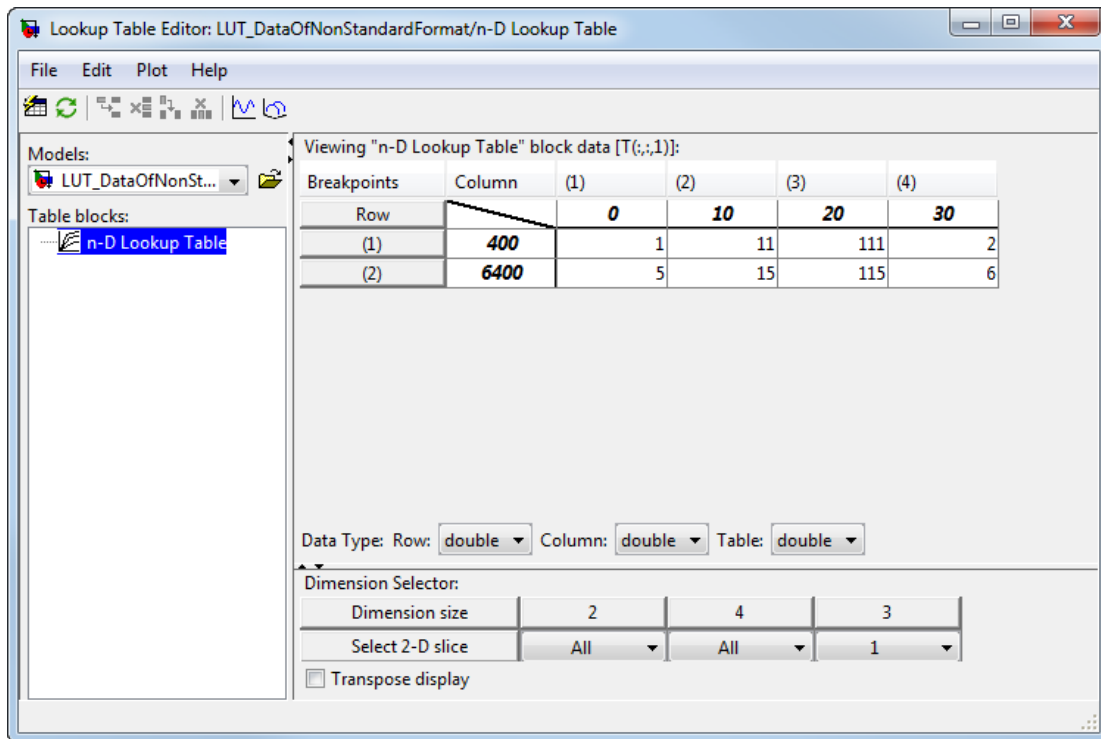 Lookup Table Editor: LUT_DataOfNonStandardFormat/n-D Lookup Table
File Edit Plot Help
Models:
LUT_DataOfNonSt...
Table blocks:
n-D Lookup Table
Viewing "n-D Lookup Table" block data [T(:,:,1)]:
Breakpoints Column (1) (2) (3) (4)
Row 0 10 20 30
(1) 400 1 11 111 2
(2) 6400 5 15 115 6
Data Type: Row: double Column: double Table: double
Dimension Selector:
Dimension size 2 4 3
Select 2-D slice All All 1
Transpose display